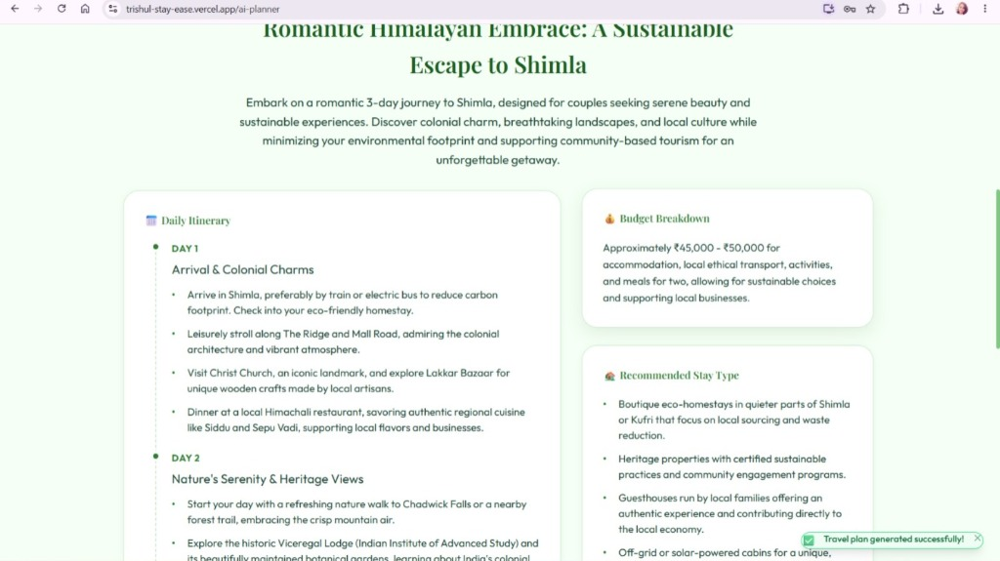 trishul-stay-ease.vercel.app/ai-planner
Romantic Himalayan Embrace: A Sustainable
Escape to Shimla
Embark on a romantic 3-day journey to Shimla, designed for couples seeking serene beauty and
sustainable experiences. Discover colonial charm, breathtaking landscapes, and local culture while
minimizing your environmental footprint and supporting community-based tourism for an
unforgettable getaway.
Daily Itinerary
DAY 1
Arrival & Colonial Charms
• Arrive in Shimla, preferably by train or electric bus to reduce carbon
footprint. Check into your eco-friendly homestay.
• Leisurely stroll along The Ridge and Mall Road, admiring the colonial
architecture and vibrant atmosphere.
• Visit Christ Church, an iconic landmark, and explore Lakkar Bazaar for
unique wooden crafts made by local artisans.
• Dinner at a local Himachali restaurant, savoring authentic regional cuisine
like Siddu and Sepu Vadi, supporting local flavors and businesses.
DAY 2
Nature's Serenity & Heritage Views
• Start your day with a refreshing nature walk to Chadwick Falls or a nearby
forest trail, embracing the crisp mountain air.
• Explore the historic Viceregal Lodge (Indian Institute of Advanced Study) and
its beautifully maintained botanical gardens, learning about India's colonial
Budget Breakdown
Approximately ₹45,000 - ₹50,000 for
accommodation, local ethical transport, activities,
and meals for two, allowing for sustainable choices
and supporting local businesses.
Recommended Stay Type
• Boutique eco-homestays in quieter parts of Shimla
or Kufri that focus on local sourcing and waste
reduction.
• Heritage properties with certified sustainable
practices and community engagement programs.
• Guesthouses run by local families offering an
authentic experience and contributing directly to
the local economy.
• Off-grid or solar-powered cabins for a unique,
Travel plan generated successfully!